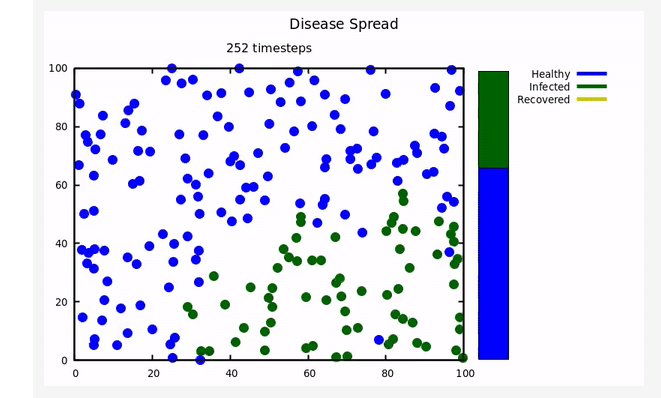 Disease Spread
252 timesteps
100
80
60
40
20
0
0 20 40 60 80 100
Healthy
Infected
Recovered